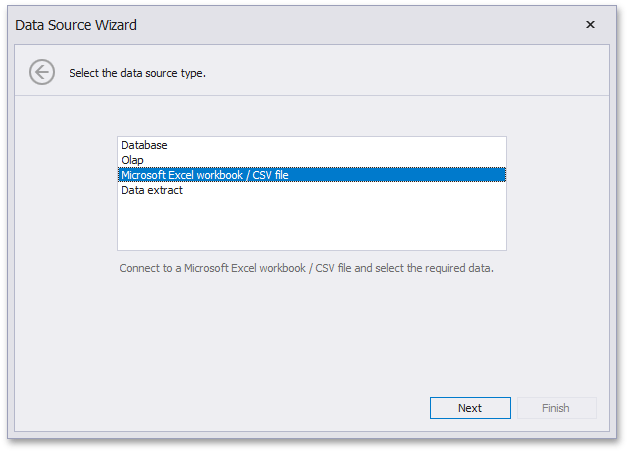 Data Source Wizard
Select the data source type.
Database
Olap
Microsoft Excel workbook / CSV file
Data extract
Connect to a Microsoft Excel workbook / CSV file and select the required data.
Next
Finish